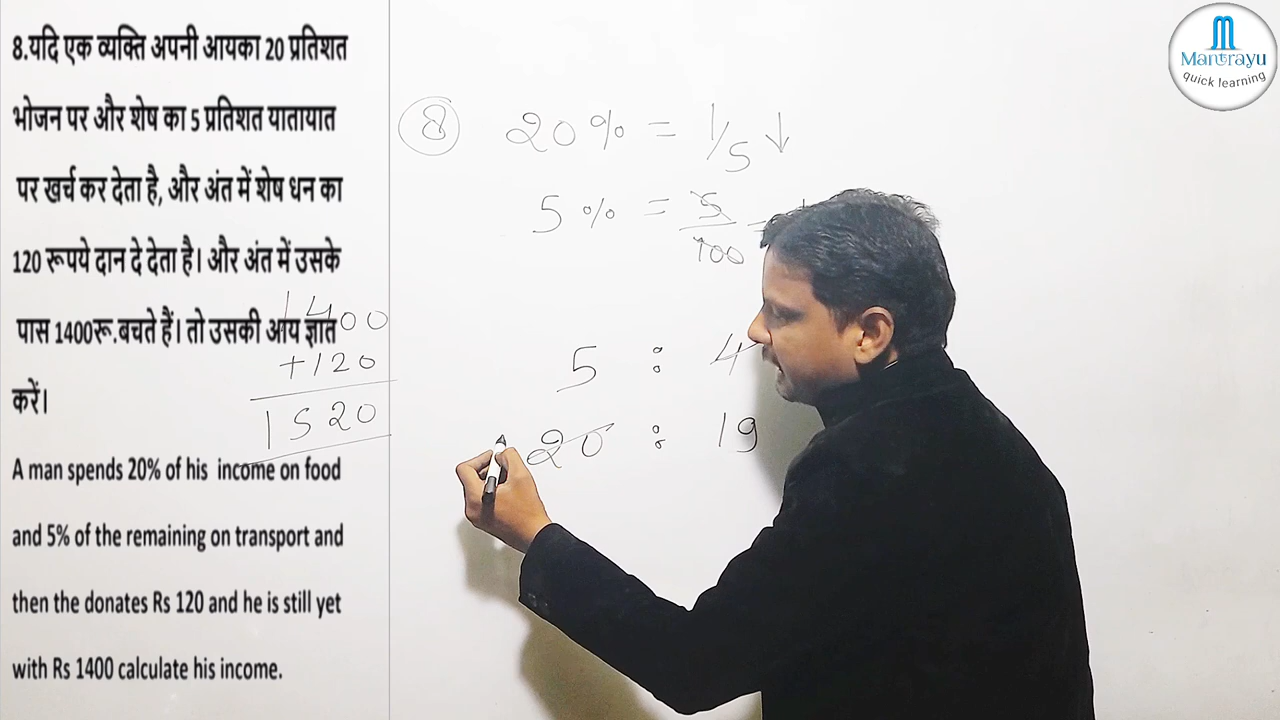 8.यदि एक व्यक्ति अपनी आयका 20 प्रतिशत
भोजन पर और शेष का 5 प्रतिशत यातायात
पर खर्च कर देता है, और अंत में शेष धन का
120 रूपये दान दे देता है। और अंत में उसके
पास 1400रू.बचते हैं। तो उसकी आय ज्ञात
करें।
A man spends 20% of his income on food
and 5% of the remaining on transport and
then the donates Rs 120 and he is still yet
with Rs 1400 calculate his income.
1400
+120
1520
8 20% = 1/5 ↓
5% = 5/100 =
5 : 4
20 : 19
Mantrayu
quick learning